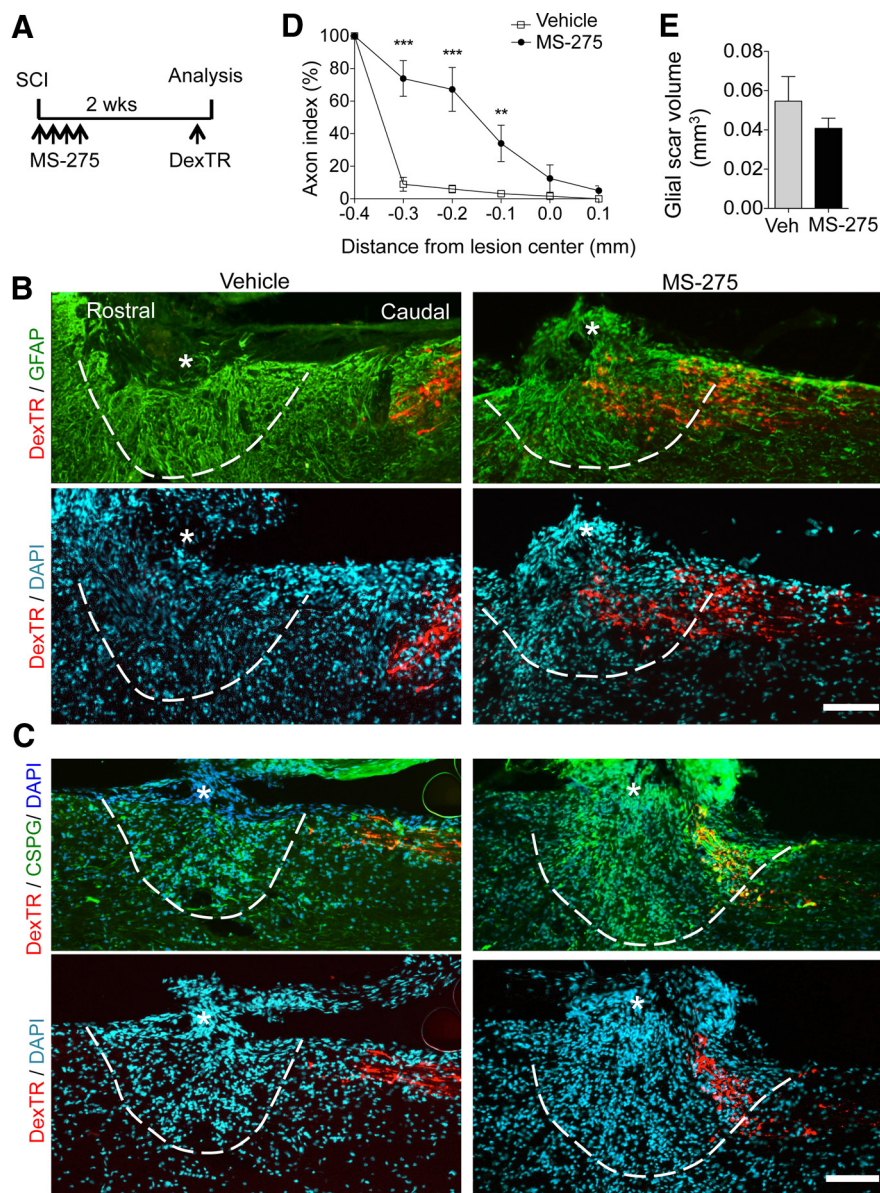 A
SCI
Analysis
2 wks
MS-275
DexTR
D
Vehicle
MS-275
100
80
60
40
20
0
***
***
**
Axon index (%)
-0.4
-0.3
-0.2
-0.1
0.0
0.1
Distance from lesion center (mm)
E
0.08
0.06
0.04
0.02
0.00
Glial scar volume
(mm³)
Veh
MS-275
Vehicle
MS-275
B
DexTR / GFAP
Rostral
Caudal
*
*
DexTR / DAPI
*
*
C
DexTR / CSPG/ DAPI
*
*
DexTR / DAPI
*
*